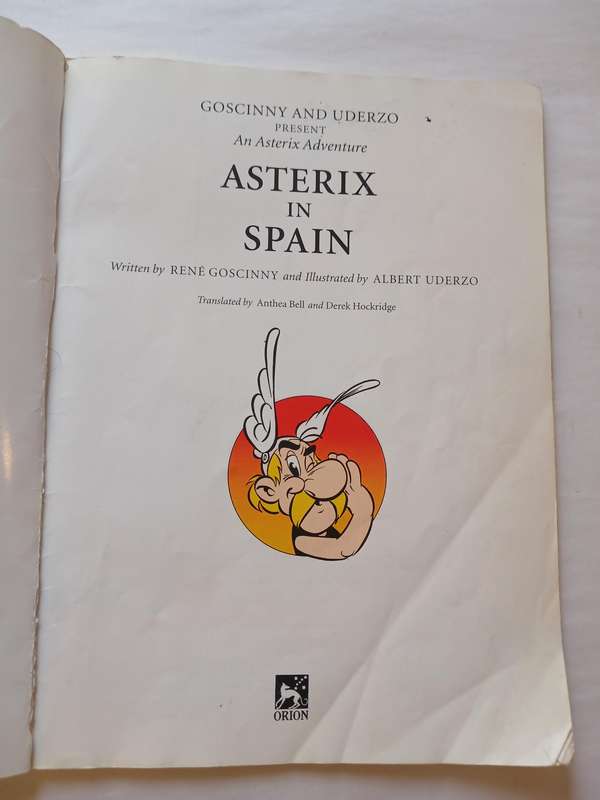 GOSCINNY AND UDERZO
PRESENT
An Asterix Adventure
ASTERIX
IN
SPAIN
Written by RENÉ GOSCINNY and Illustrated by ALBERT UDERZO
Translated by Anthea Bell and Derek Hockridge
ORION